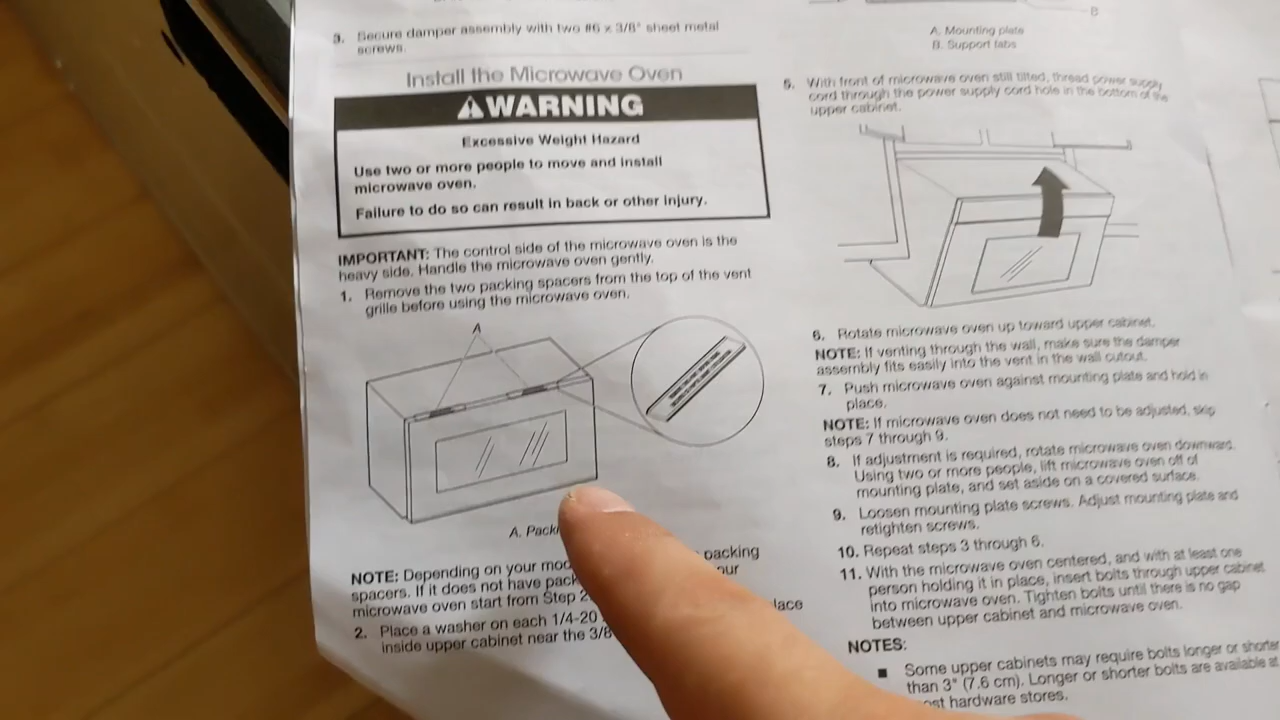 3. Secure damper assembly with two #6 x 3/8" sheet metal
screws.
Install the Microwave Oven
WARNING
Excessive Weight Hazard
Use two or more people to move and install
microwave oven.
Failure to do so can result in back or other injury.
IMPORTANT: The control side of the microwave oven is the
heavy side. Handle the microwave oven gently.
1. Remove the two packing spacers from the top of the vent
grille before using the microwave oven.
A
A.
NOTE: Depending on your packing
spacers. If it does not have
microwave oven start from Step
2. Place a washer on each 1/4-20
inside upper cabinet near the
B
A. Mounting plate
B. Support tabs
5. With front of microwave oven still tilted, thread power supply
cord through the power supply cord hole in the bottom of the
upper cabinet.
6. Rotate microwave oven up toward upper cabinet.
NOTE: If venting through the wall, make sure the damper
assembly fits easily into the vent in the wall cutout.
7. Push microwave oven against mounting plate and hold in
place.
NOTE: If microwave oven does not need to be adjusted, skip
steps 7 through 9.
8. If adjustment is required, rotate microwave oven downward.
Using two or more people, lift microwave oven off of
mounting plate, and set aside on a covered surface.
9. Loosen mounting plate screws. Adjust mounting plate and
retighten screws.
10. Repeat steps 3 through 6.
11. With the microwave oven centered, and with at least one
person holding it in place, insert bolts through upper cabinet
into microwave oven. Tighten bolts until there is no gap
between upper cabinet and microwave oven.
NOTES:
■ Some upper cabinets may require bolts longer or shorter
than 3" (7.6 cm). Longer or shorter bolts are available at
hardware stores.